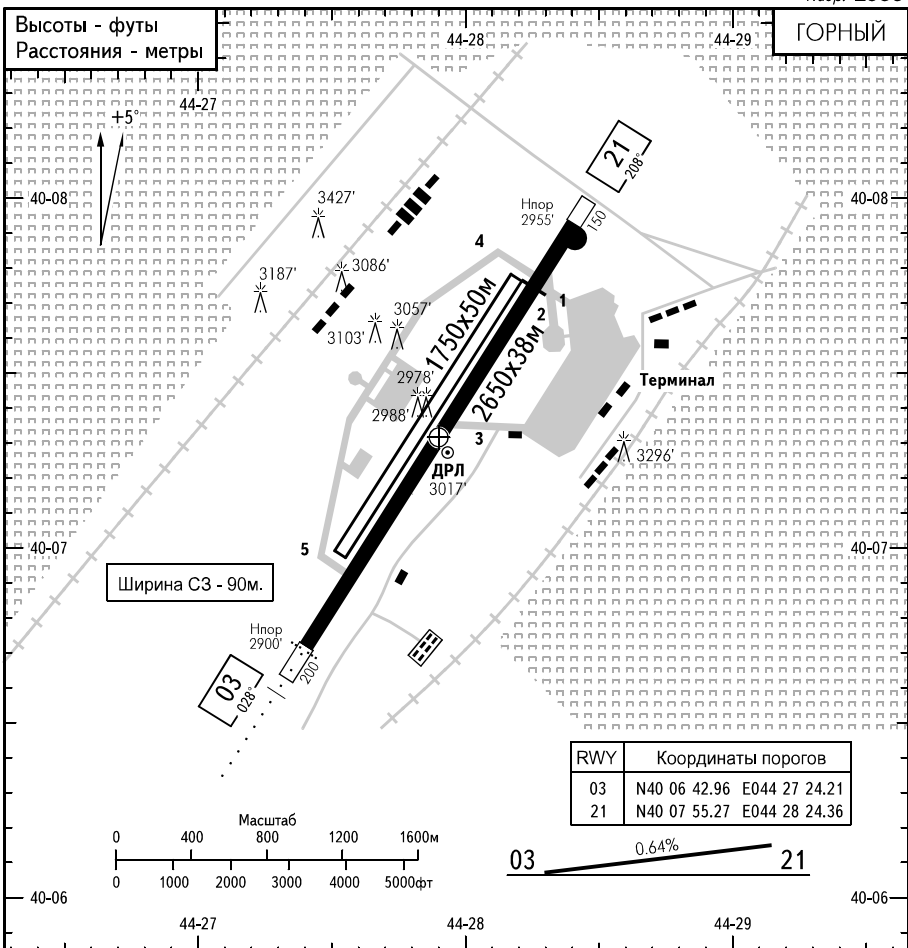 Высоты - футы
Расстояния - метры
ГОРНЫЙ
44-28
44-29
44-27
+5°
21
208°
40-08
40-08
3427'
Нпор
2955'
150
4
3187'
3086'
1
2
3057'
3103'
1750x50м
2650x38м
2978'
2988'
Терминал
3
3296'
ДРЛ
3017'
40-07
40-07
5
Ширина СЗ - 90м.
Нпор
2900'
200
03
028°
RWY Координаты порогов
03 N40 06 42.96 E044 27 24.21
21 N40 07 55.27 E044 28 24.36
Масштаб
0 400 800 1200 1600м
0 1000 2000 3000 4000 5000фт
03 0.64% 21
40-06
40-06
44-27
44-28
44-29